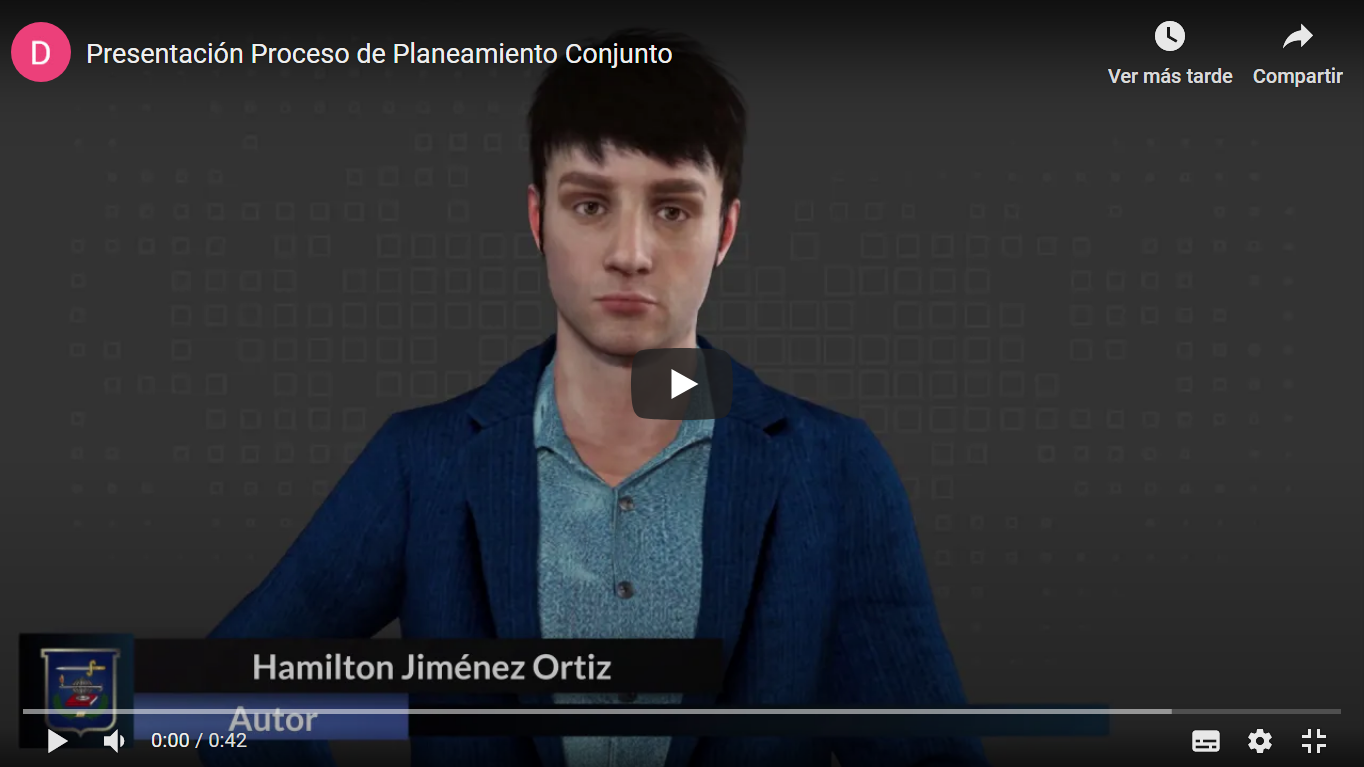 D
Presentación Proceso de Planeamiento Conjunto
Ver más tarde
Compartir
Hamilton Jiménez Ortiz
Autor
0:00 / 0:42